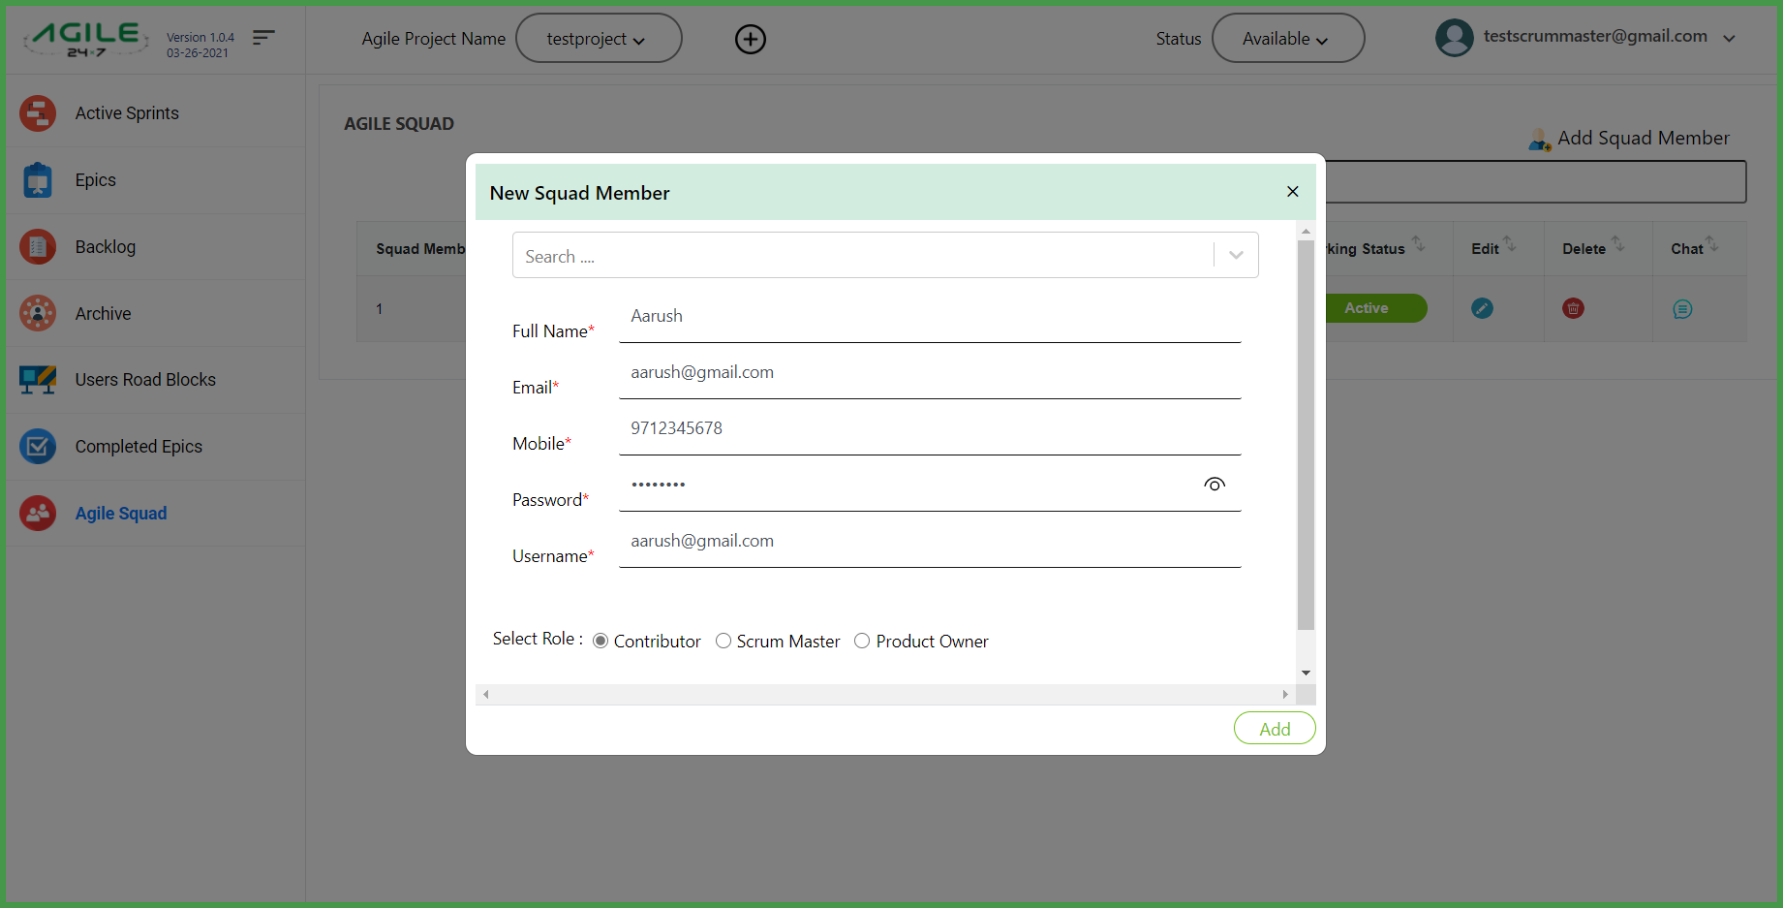 AGILE
24×7
Version 1.0.4
03-26-2021
Agile Project Name
testproject
Status
Available
testscrummaster@gmail.com
Active Sprints
Epics
Backlog
Archive
Users Road Blocks
Completed Epics
Agile Squad
AGILE SQUAD
Add Squad Member
Squad Memb
rking Status
Edit
Delete
Chat
1
Active
New Squad Member
×
Search ....
Full Name*
Aarush
Email*
aarush@gmail.com
Mobile*
9712345678
Password*
••••••••
Username*
aarush@gmail.com
Select Role : Contributor Scrum Master Product Owner
Add